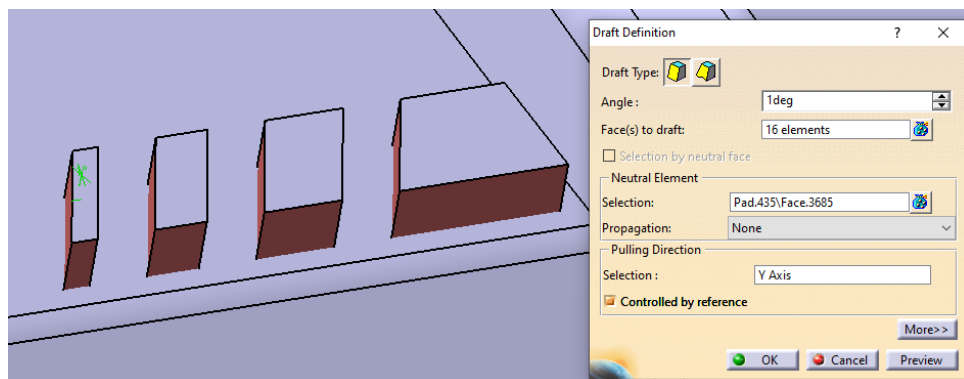 Draft Definition ? ×
Draft Type:
Angle : 1deg
Face(s) to draft: 16 elements
Selection by neutral face
Neutral Element
Selection: Pad.435\Face.3685
Propagation: None
Pulling Direction
Selection : Y Axis
Controlled by reference
More>>
OK Cancel Preview